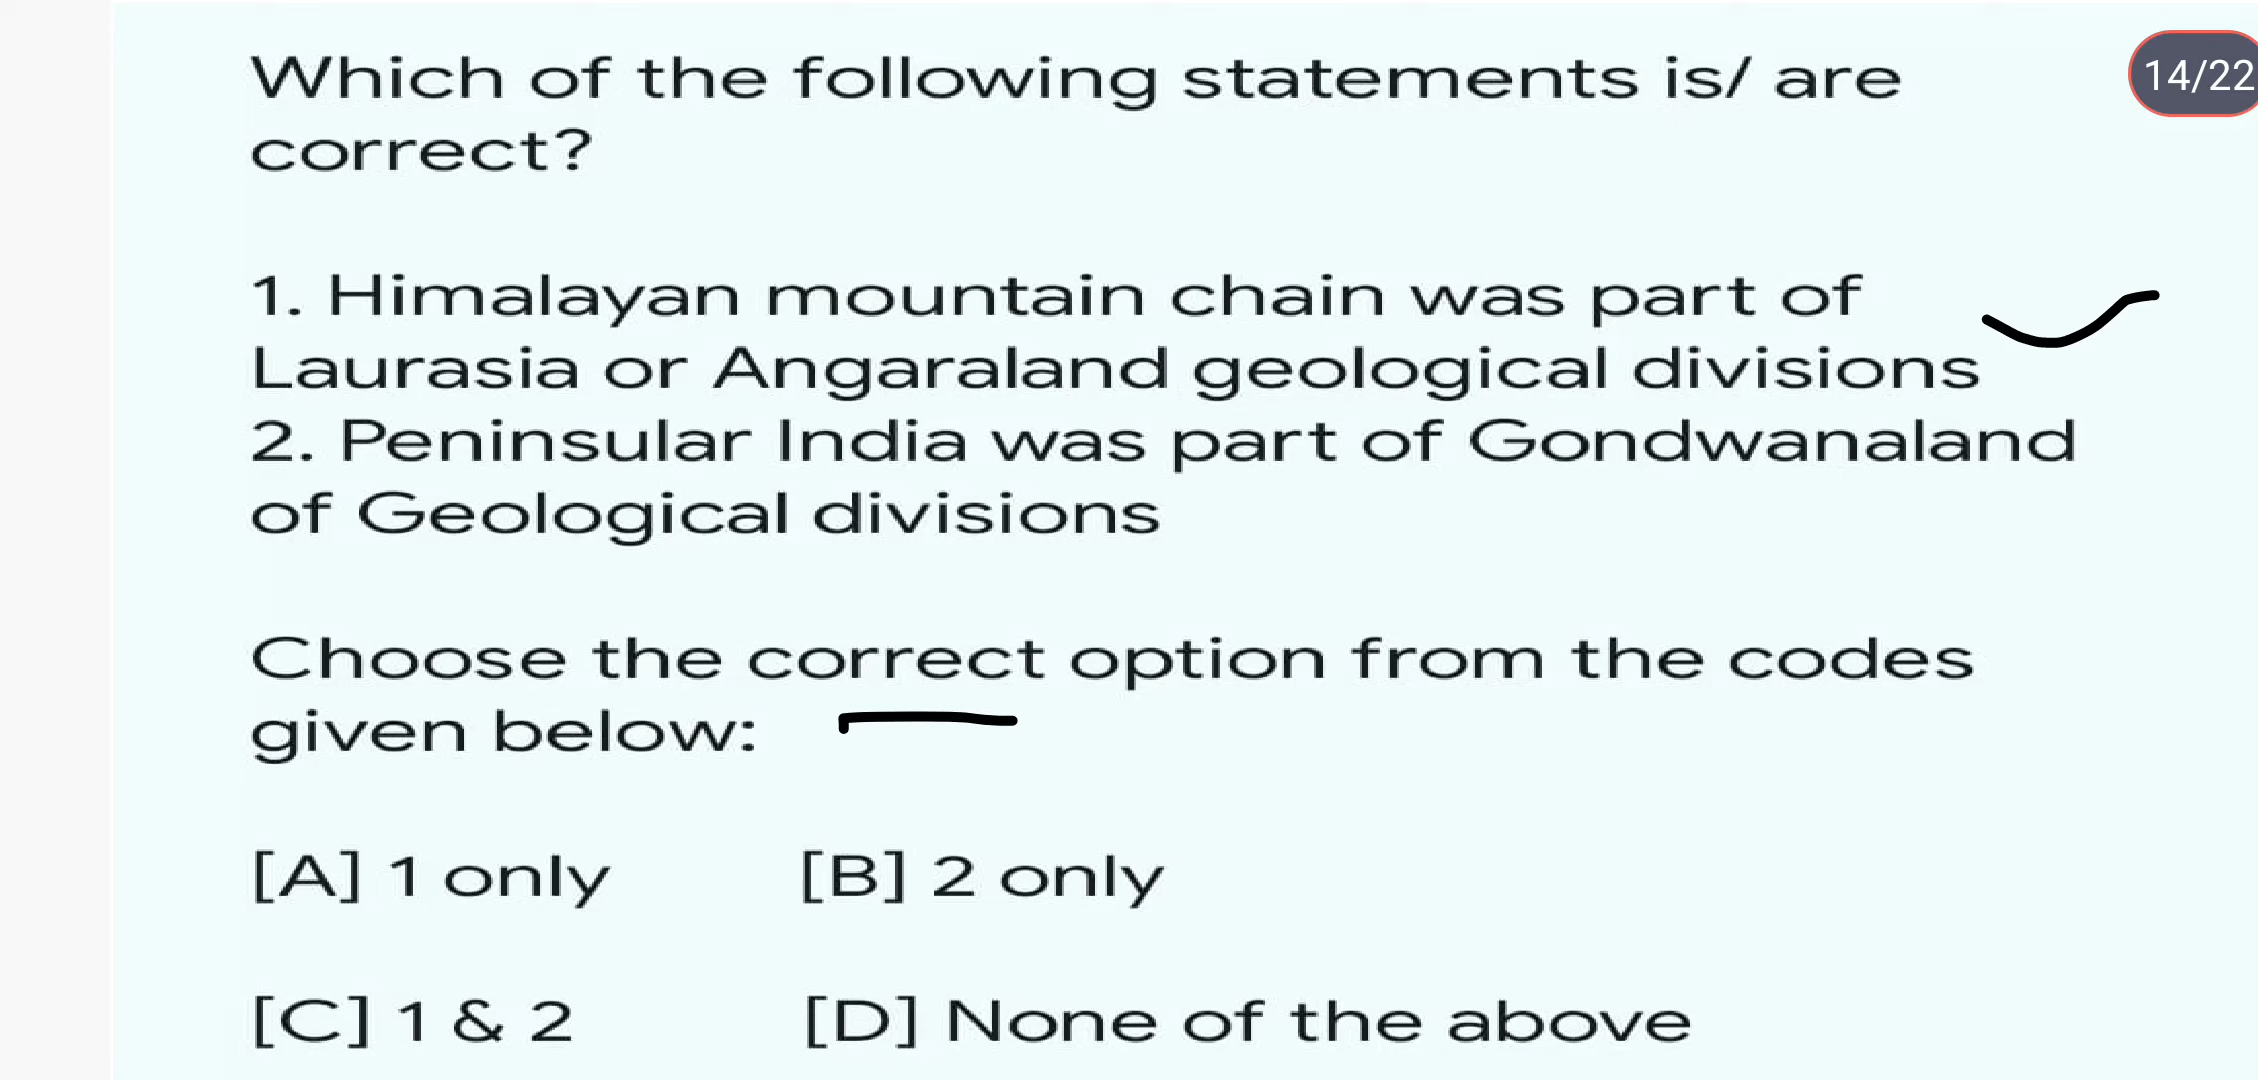 Which of the following statements is/ are
14/22
correct?
1. Himalayan mountain chain was part of
Laurasia or Angaraland geological divisions
2. Peninsular India was part of Gondwanaland
of Geological divisions
Choose the correct option from the codes
given below:
[A] 1 only [B] 2 only
[C] 1 & 2 [D] None of the above